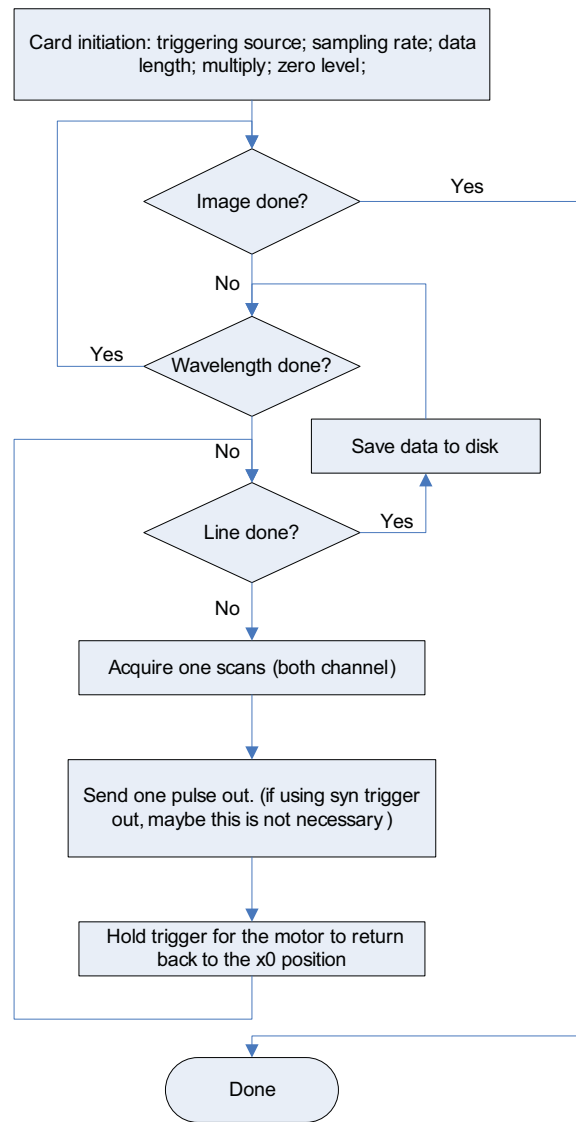 Card initiation: triggering source; sampling rate; data
length; multiply; zero level;
Image done?
Yes
No
Wavelength done?
Yes
No
Save data to disk
Line done?
Yes
No
Acquire one scans (both channel)
Send one pulse out. (if using syn trigger
out, maybe this is not necessary)
Hold trigger for the motor to return
back to the x0 position
Done